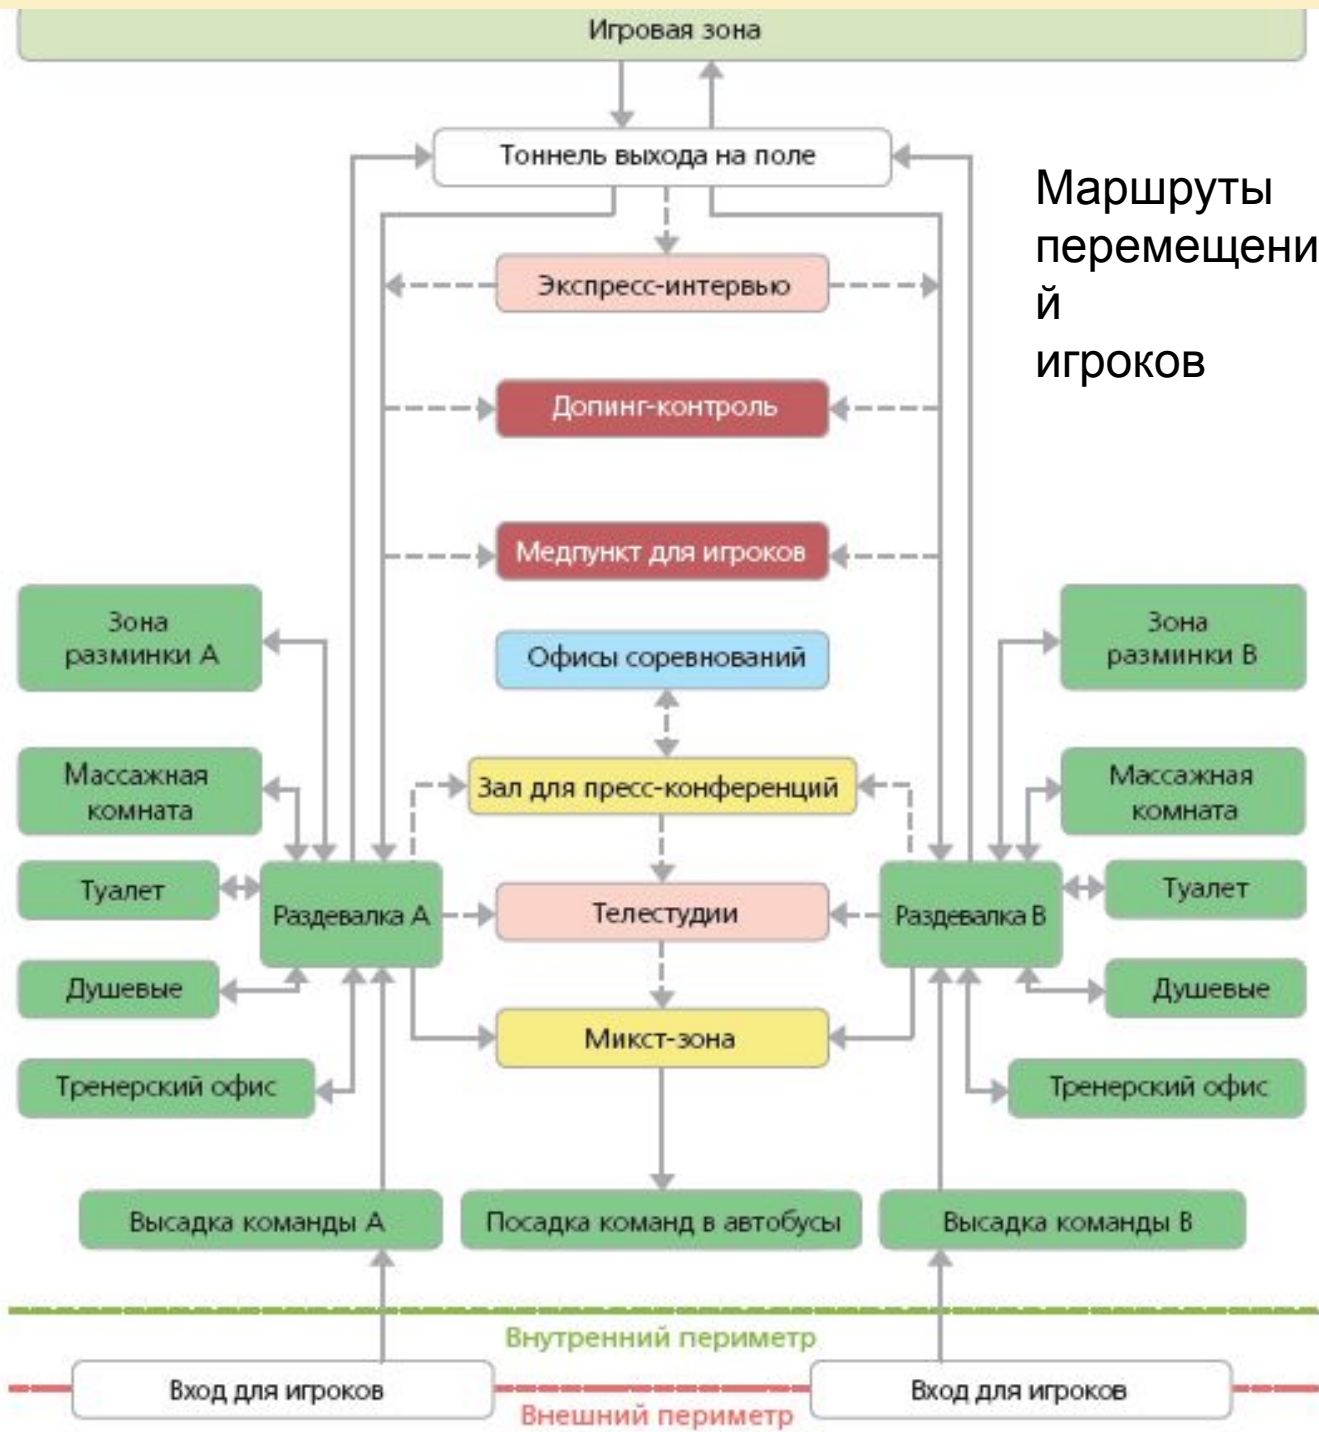 Игровая зона
Тоннель выхода на поле
Маршруты
перемещени
й
игроков
Экспресс-интервью
Допинг-контроль
Медпункт для игроков
Зона
разминки А
Офисы соревнований
Зона
разминки В
Массажная
комната
Зал для пресс-конференций
Массажная
комната
Туалет
Раздевалка А
Телестудии
Раздевалка В
Туалет
Душевые
Микст-зона
Душевые
Тренерский офис
Тренерский офис
Высадка команды А
Посадка команд в автобусы
Высадка команды В
Внутренний периметр
Вход для игроков
Вход для игроков
Внешний периметр